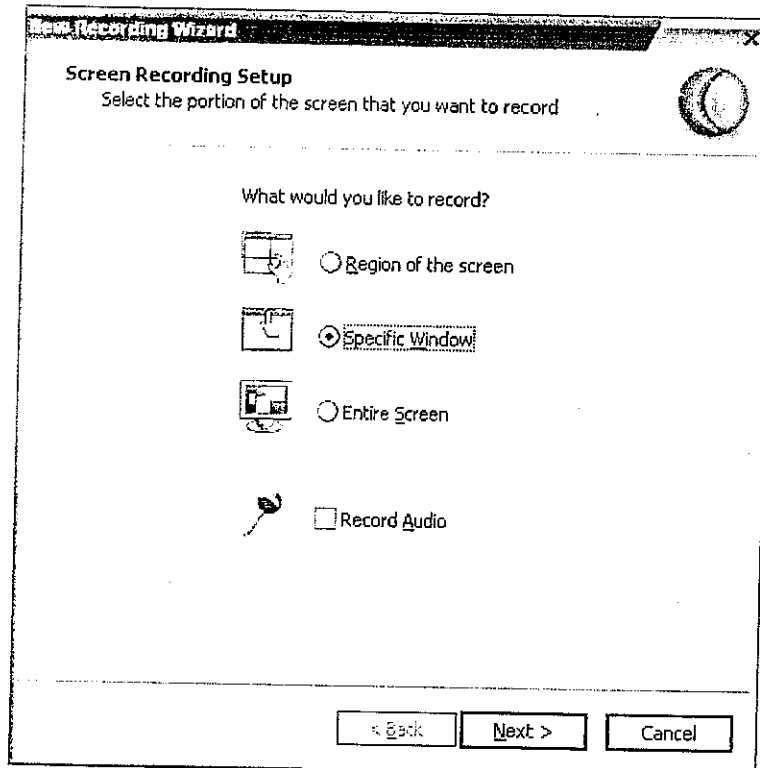 New Recording Wizard
Screen Recording Setup
Select the portion of the screen that you want to record
What would you like to record?
Region of the screen
Specific Window
Entire Screen
Record Audio
< Back
Next >
Cancel